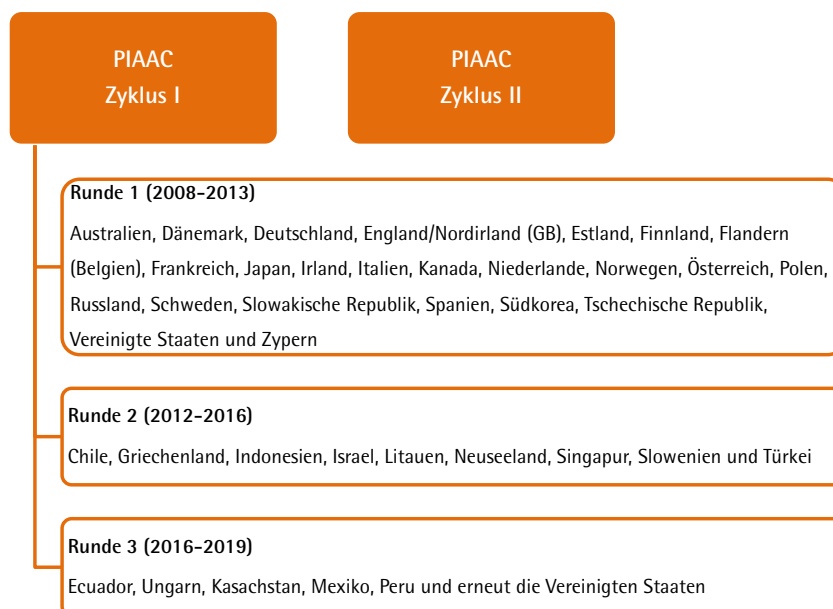 PIAAC
Zyklus I
PIAAC
Zyklus II
Runde 1 (2008-2013)
Australien, Dänemark, Deutschland, England/Nordirland (GB), Estland, Finnland, Flandern
(Belgien), Frankreich, Japan, Irland, Italien, Kanada, Niederlande, Norwegen, Österreich, Polen,
Russland, Schweden, Slowakische Republik, Spanien, Südkorea, Tschechische Republik,
Vereinigte Staaten und Zypern
Runde 2 (2012-2016)
Chile, Griechenland, Indonesien, Israel, Litauen, Neuseeland, Singapur, Slowenien und Türkei
Runde 3 (2016-2019)
Ecuador, Ungarn, Kasachstan, Mexiko, Peru und erneut die Vereinigten Staaten